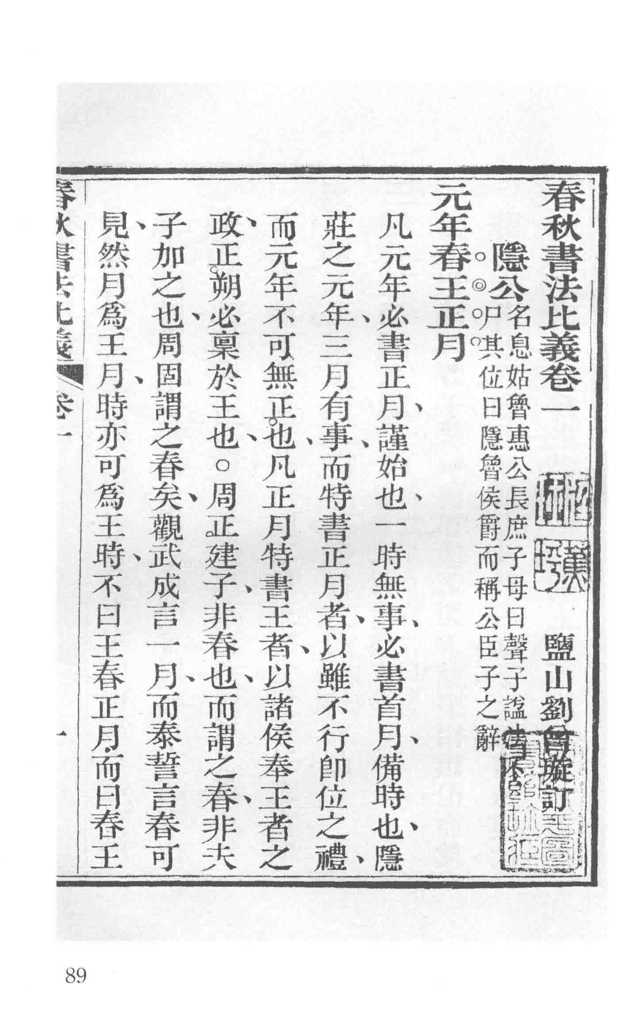 春秋書法比義卷一
鹽山劉曾璇訂
隱公
名息姑魯惠公長庶子母曰聲子諡法不
尸其位曰隱魯侯爵而稱公臣子之辭
元年春王正月
凡元年必書正月、謹始也、一時無事、必書首月、備時也、隱
莊之元年、三月有事、而特書正月者、以雖不行卽位之禮、
而元年不可無正。也、凡正月特書王者、以諸侯奉王者之
政、正。朔必稟於王也、○周。正建子、非春也、而謂之春、非夫
子加之也、周固謂之春矣、觀武成言一月、而泰誓言春可
見、然月爲王月、時亦可爲王時、不曰王春正月、而曰春王
春秋書法比義
卷一
一
89